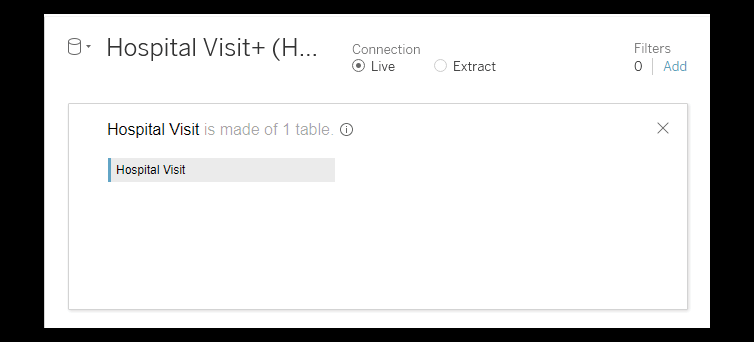 Hospital Visit+ (H...
Connection
Live
Extract
Filters
0
Add
Hospital Visit is made of 1 table.
Hospital Visit